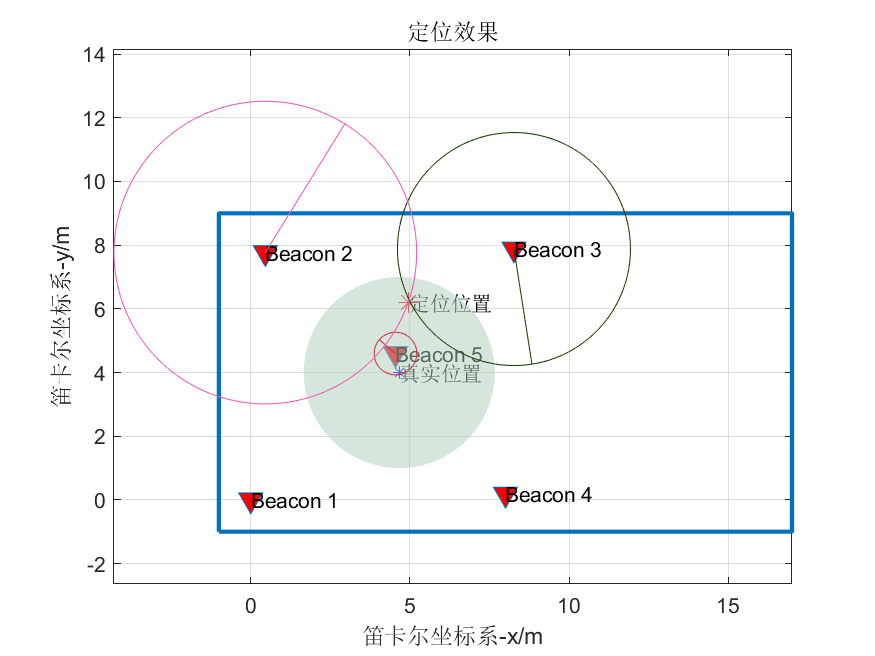 定位效果
14
12
10
8
6
4
2
0
-2
笛卡尔坐标系-y/m
Beacon 2
Beacon 3
定位位置
Beacon 5
真实位置
Beacon 1
Beacon 4
0
5
10
15
笛卡尔坐标系-x/m